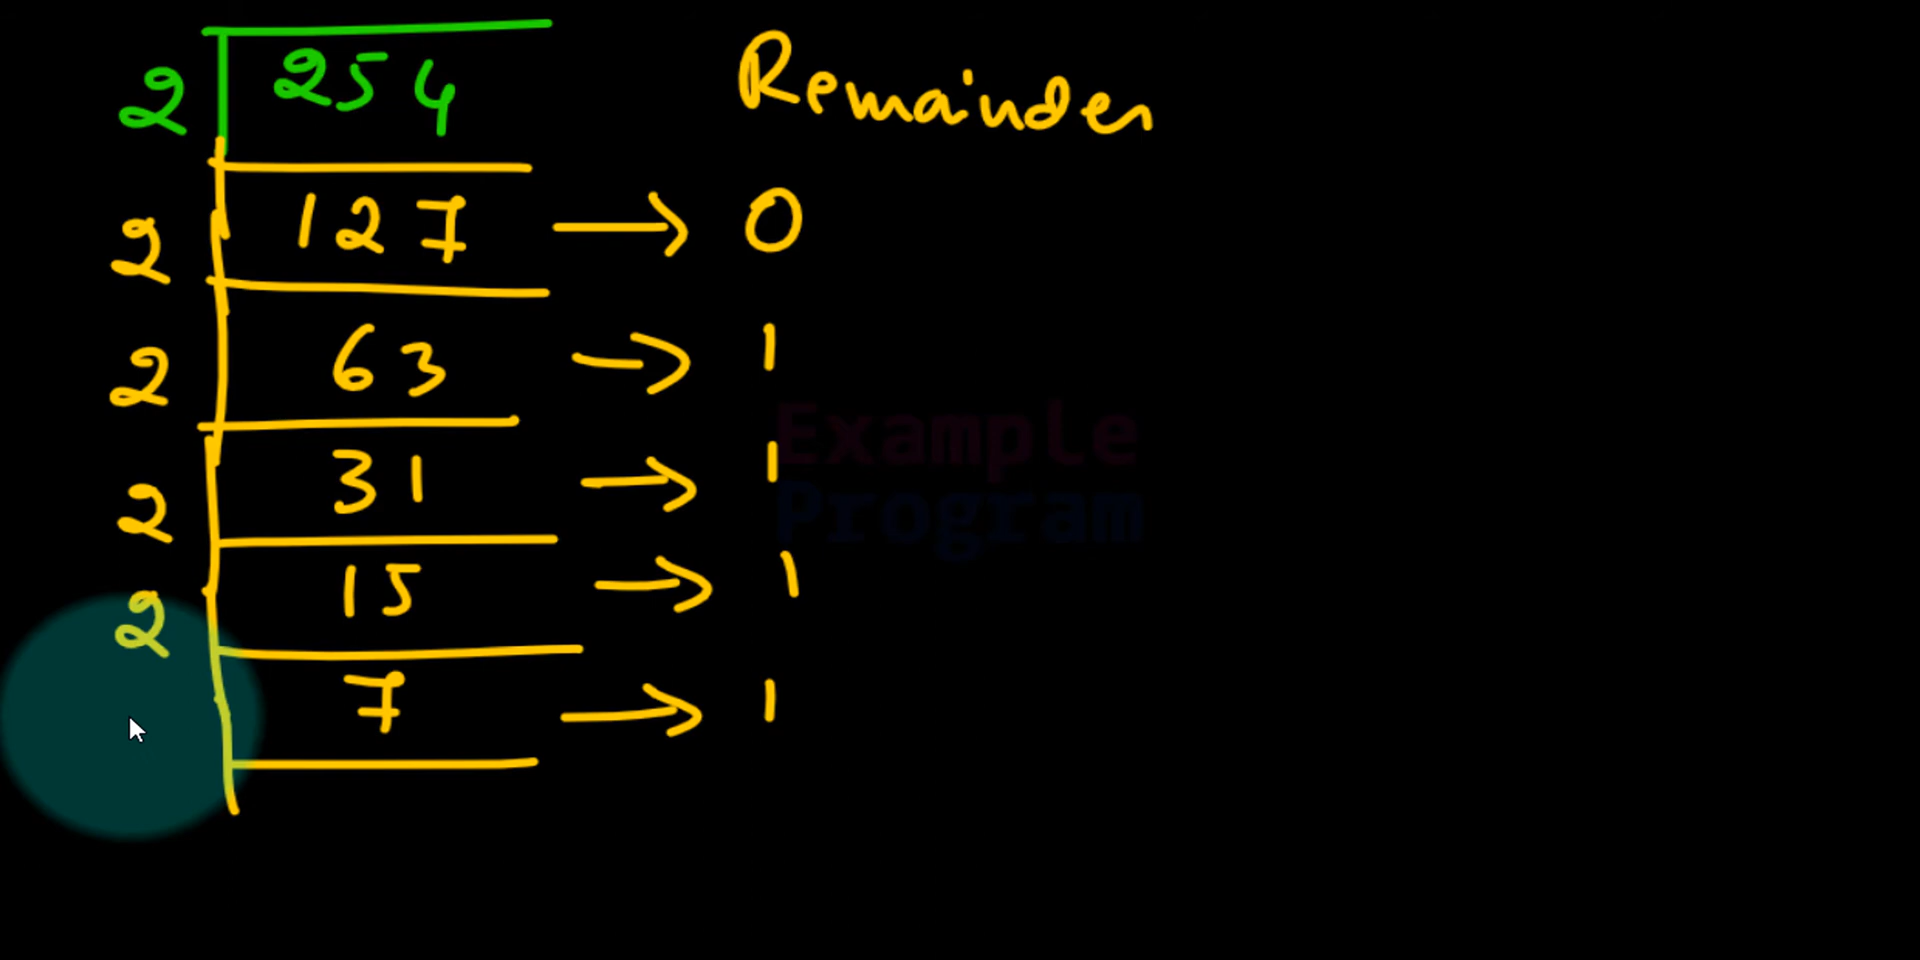 2 254 Remainder
2 127 → 0
2 63 → 1
2 31 → 1
2 15 → 1
7 → 1
Example
Program